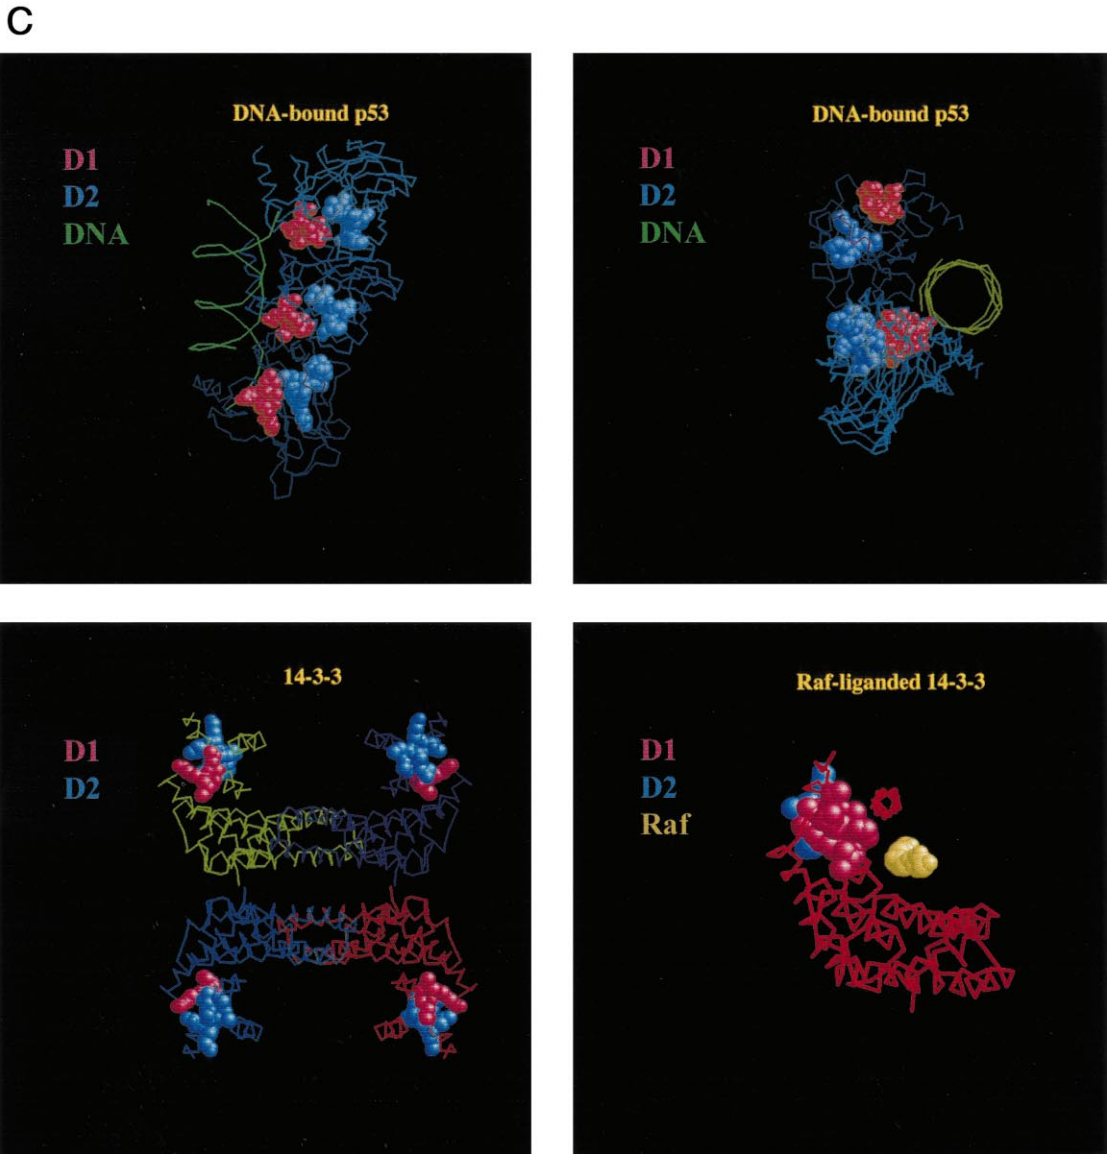 C
DNA-bound p53
D1
D2
DNA
DNA-bound p53
D1
D2
DNA
14-3-3
D1
D2
Raf-liganded 14-3-3
D1
D2
Raf